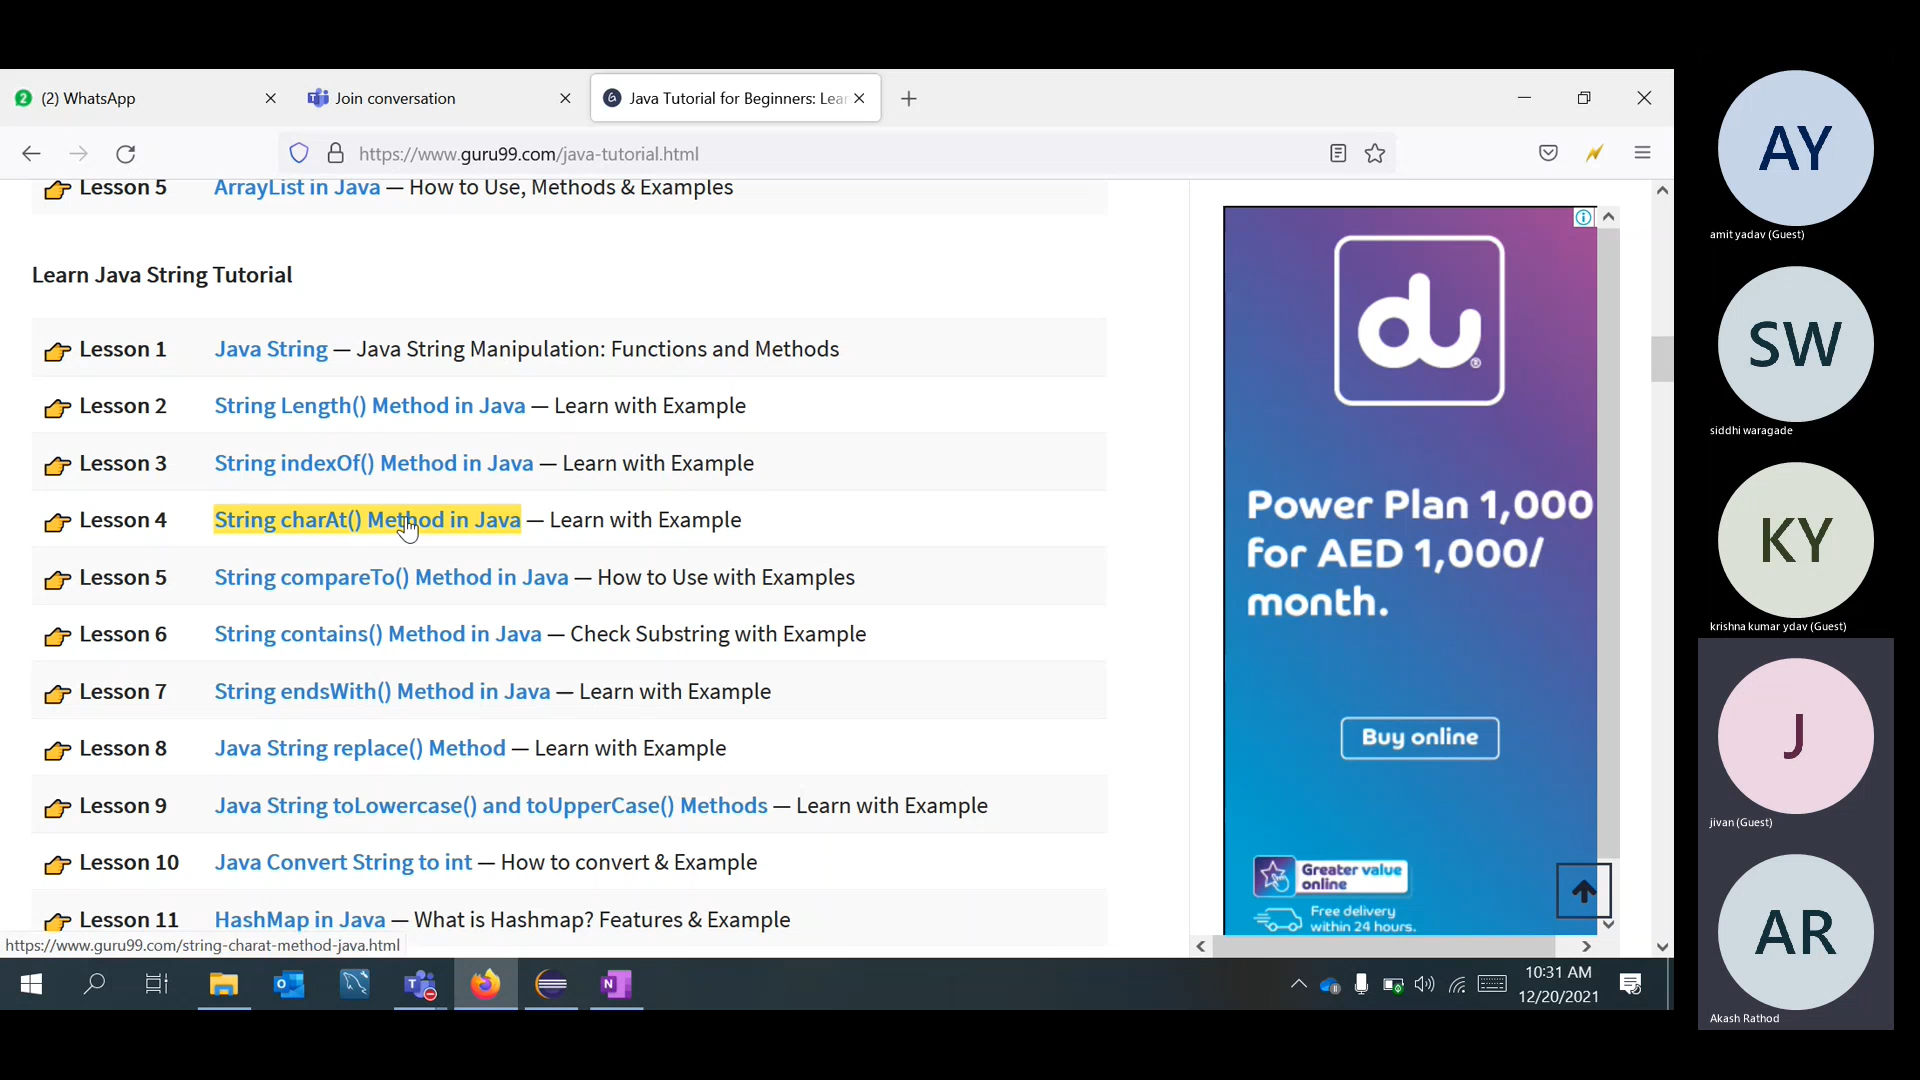 (2) WhatsApp
Join conversation
Java Tutorial for Beginners: Lear
https://www.guru99.com/java-tutorial.html
Lesson 5 ArrayList in Java — How to Use, Methods & Examples
Learn Java String Tutorial
Lesson 1 Java String — Java String Manipulation: Functions and Methods
Lesson 2 String Length() Method in Java — Learn with Example
Lesson 3 String indexOf() Method in Java — Learn with Example
Lesson 4 String charAt() Method in Java — Learn with Example
Lesson 5 String compareTo() Method in Java — How to Use with Examples
Lesson 6 String contains() Method in Java — Check Substring with Example
Lesson 7 String endsWith() Method in Java — Learn with Example
Lesson 8 Java String replace() Method — Learn with Example
Lesson 9 Java String toLowercase() and toUpperCase() Methods — Learn with Example
Lesson 10 Java Convert String to int — How to convert & Example
Lesson 11 HashMap in Java — What is Hashmap? Features & Example
https://www.guru99.com/string-charat-method-java.html
du®
Power Plan 1,000
for AED 1,000/
month.
Buy online
Greater value
online
Free delivery
within 24 hours.
10:31 AM
12/20/2021
AY
amit yadav (Guest)
SW
siddhi waragade
KY
krishna kumar ydav (Guest)
J
jivan (Guest)
AR
Akash Rathod